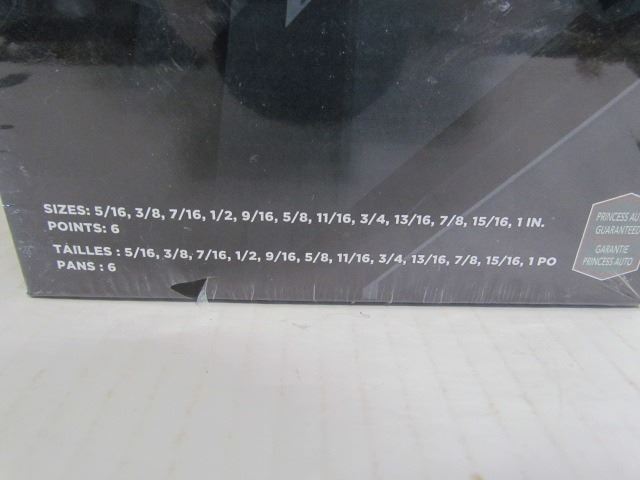 SIZES: 5/16, 3/8, 7/16, 1/2, 9/16, 5/8, 11/16, 3/4, 13/16, 7/8, 15/16, 1 IN.
POINTS: 6
TAILLES : 5/16, 3/8, 7/16, 1/2, 9/16, 5/8, 11/16, 3/4, 13/16, 7/8, 15/16, 1 PO
PANS : 6
PRINCESS AU
GUARANTEED
GARANTIE
PRINCESS AUTO